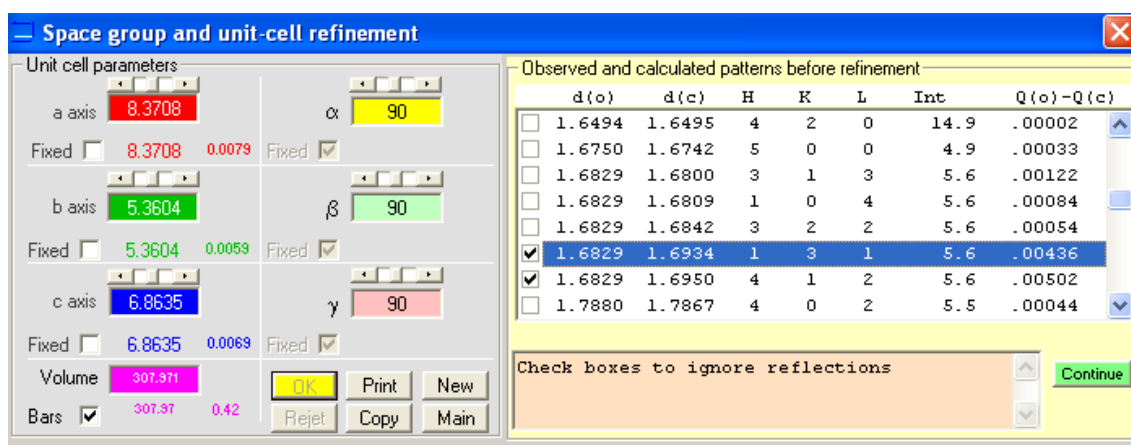 Space group and unit-cell refinement
Unit cell parameters
a axis 8.3708 α 90
Fixed 8.3708 0.0079 Fixed
b axis 5.3604 β 90
Fixed 5.3604 0.0059 Fixed
c axis 6.8635 γ 90
Fixed 6.8635 0.0069 Fixed
Volume 307.971 OK Print New
Bars 307.97 0.42 Rejet Copy Main
Observed and calculated patterns before refinement
d(o) d(c) H K L Int Q(o)-Q(c)
1.6494 1.6495 4 2 0 14.9 .00002
1.6750 1.6742 5 0 0 4.9 .00033
1.6829 1.6800 3 1 3 5.6 .00122
1.6829 1.6809 1 0 4 5.6 .00084
1.6829 1.6842 3 2 2 5.6 .00054
1.6829 1.6934 1 3 1 5.6 .00436
1.6829 1.6950 4 1 2 5.6 .00502
1.7880 1.7867 4 0 2 5.5 .00044
Check boxes to ignore reflections
Continue